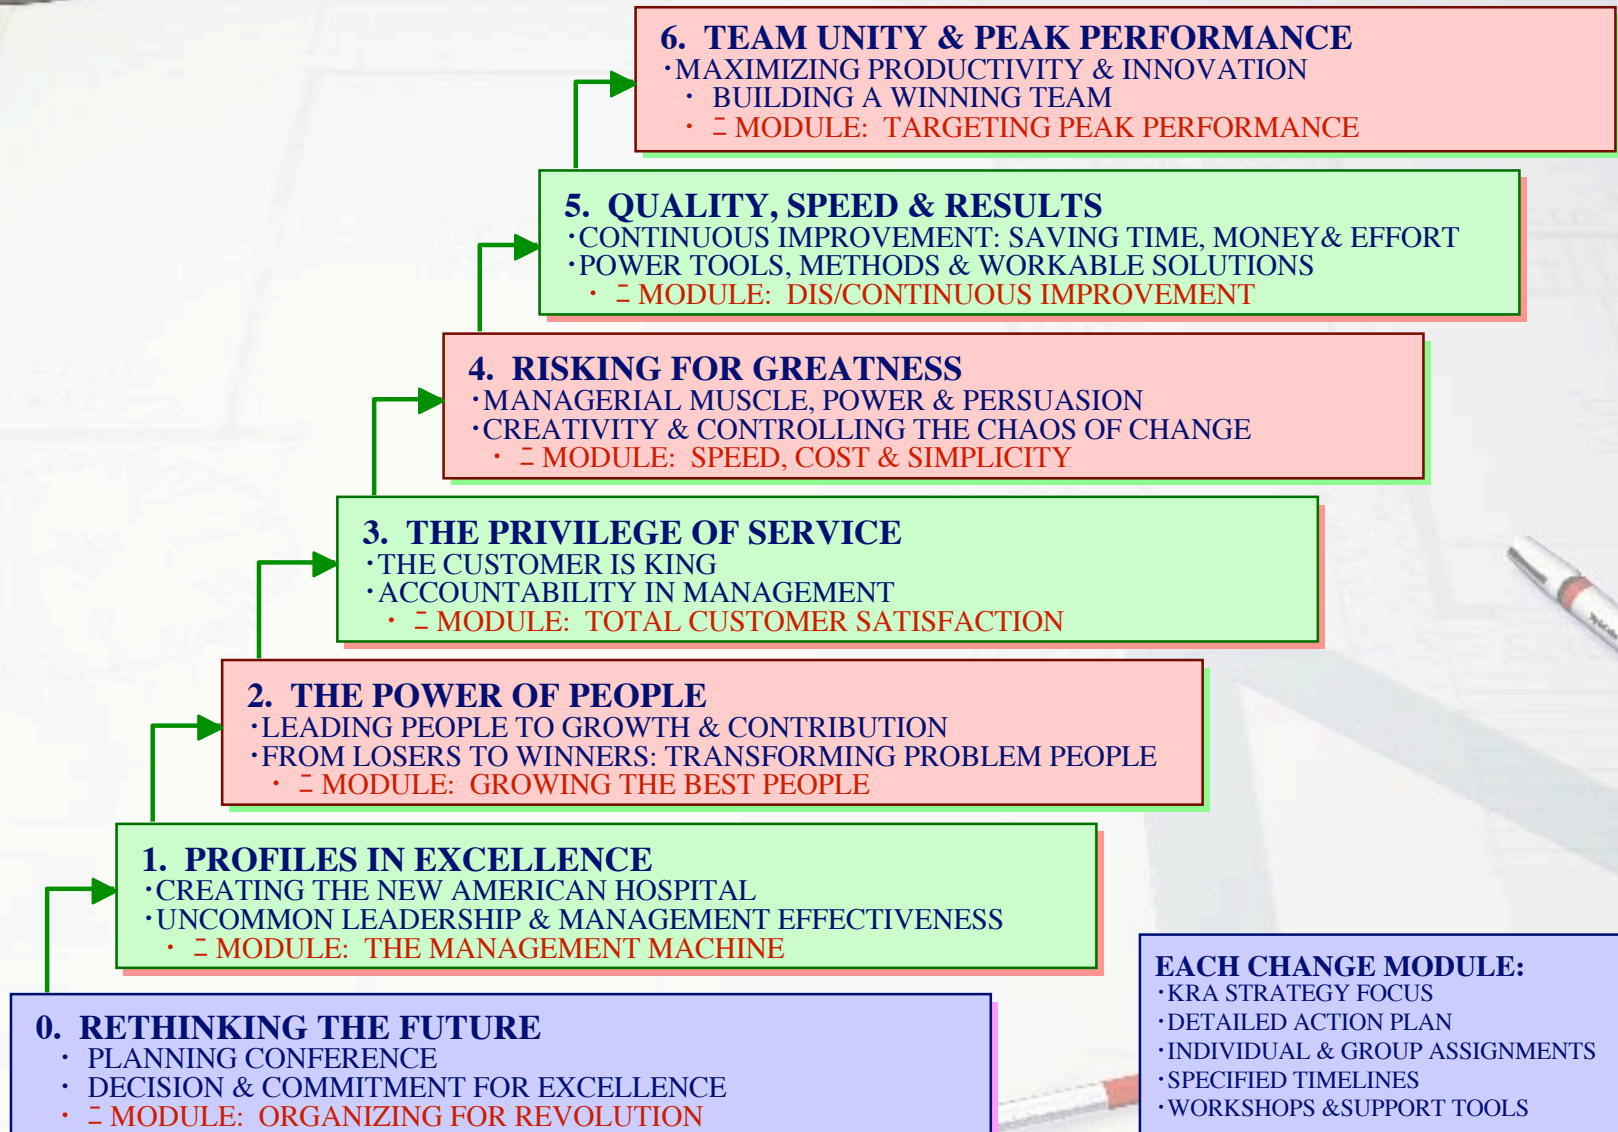 6. TEAM UNITY & PEAK PERFORMANCE
·MAXIMIZING PRODUCTIVITY & INNOVATION
· BUILDING A WINNING TEAM
· Ξ MODULE: TARGETING PEAK PERFORMANCE
5. QUALITY, SPEED & RESULTS
·CONTINUOUS IMPROVEMENT: SAVING TIME, MONEY& EFFORT
·POWER TOOLS, METHODS & WORKABLE SOLUTIONS
· Ξ MODULE: DIS/CONTINUOUS IMPROVEMENT
4. RISKING FOR GREATNESS
·MANAGERIAL MUSCLE, POWER & PERSUASION
·CREATIVITY & CONTROLLING THE CHAOS OF CHANGE
· Ξ MODULE: SPEED, COST & SIMPLICITY
3. THE PRIVILEGE OF SERVICE
·THE CUSTOMER IS KING
·ACCOUNTABILITY IN MANAGEMENT
· Ξ MODULE: TOTAL CUSTOMER SATISFACTION
2. THE POWER OF PEOPLE
·LEADING PEOPLE TO GROWTH & CONTRIBUTION
·FROM LOSERS TO WINNERS: TRANSFORMING PROBLEM PEOPLE
· Ξ MODULE: GROWING THE BEST PEOPLE
1. PROFILES IN EXCELLENCE
·CREATING THE NEW AMERICAN HOSPITAL
·UNCOMMON LEADERSHIP & MANAGEMENT EFFECTIVENESS
· Ξ MODULE: THE MANAGEMENT MACHINE
0. RETHINKING THE FUTURE
· PLANNING CONFERENCE
· DECISION & COMMITMENT FOR EXCELLENCE
· Ξ MODULE: ORGANIZING FOR REVOLUTION
EACH CHANGE MODULE:
·KRA STRATEGY FOCUS
·DETAILED ACTION PLAN
·INDIVIDUAL & GROUP ASSIGNMENTS
·SPECIFIED TIMELINES
·WORKSHOPS &SUPPORT TOOLS